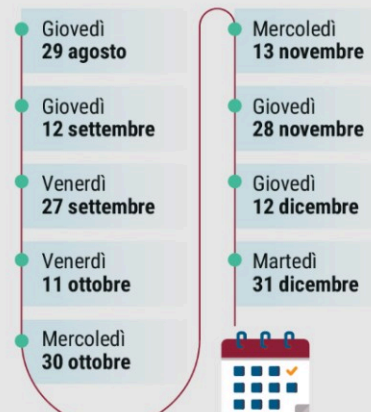 Giovedì
29 agosto
Giovedì
12 settembre
Venerdì
27 settembre
Venerdì
11 ottobre
Mercoledì
30 ottobre
Mercoledì
13 novembre
Giovedì
28 novembre
Giovedì
12 dicembre
Martedì
31 dicembre